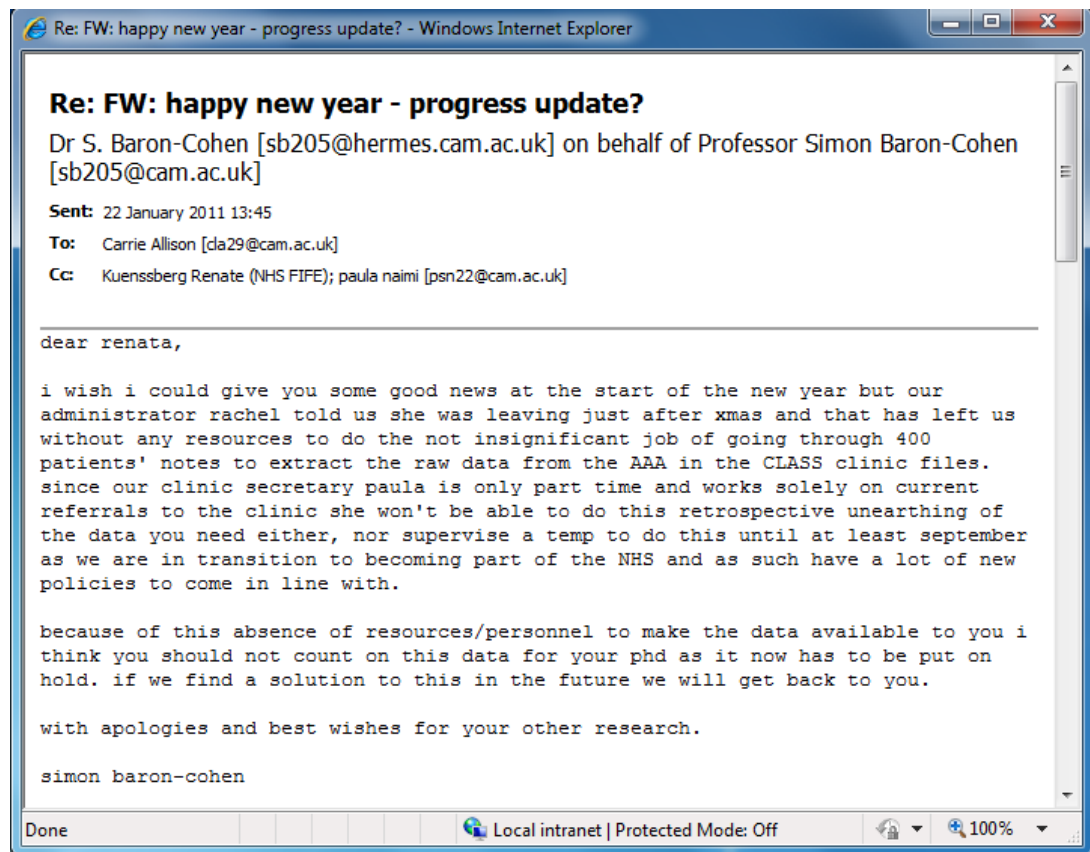 Re: FW: happy new year - progress update? - Windows Internet Explorer
Re: FW: happy new year - progress update?
Dr S. Baron-Cohen [sb205@hermes.cam.ac.uk] on behalf of Professor Simon Baron-Cohen
[sb205@cam.ac.uk]
Sent: 22 January 2011 13:45
To: Carrie Allison [cla29@cam.ac.uk]
Cc: Kuenssberg Renate (NHS FIFE); paula naimi [psn22@cam.ac.uk]
dear renata,
i wish i could give you some good news at the start of the new year but our
administrator rachel told us she was leaving just after xmas and that has left us
without any resources to do the not insignificant job of going through 400
patients' notes to extract the raw data from the AAA in the CLASS clinic files.
since our clinic secretary paula is only part time and works solely on current
referrals to the clinic she won't be able to do this retrospective unearthing of
the data you need either, nor supervise a temp to do this until at least september
as we are in transition to becoming part of the NHS and as such have a lot of new
policies to come in line with.
because of this absence of resources/personnel to make the data available to you i
think you should not count on this data for your phd as it now has to be put on
hold. if we find a solution to this in the future we will get back to you.
with apologies and best wishes for your other research.
simon baron-cohen
Done
Local intranet | Protected Mode: Off
100%